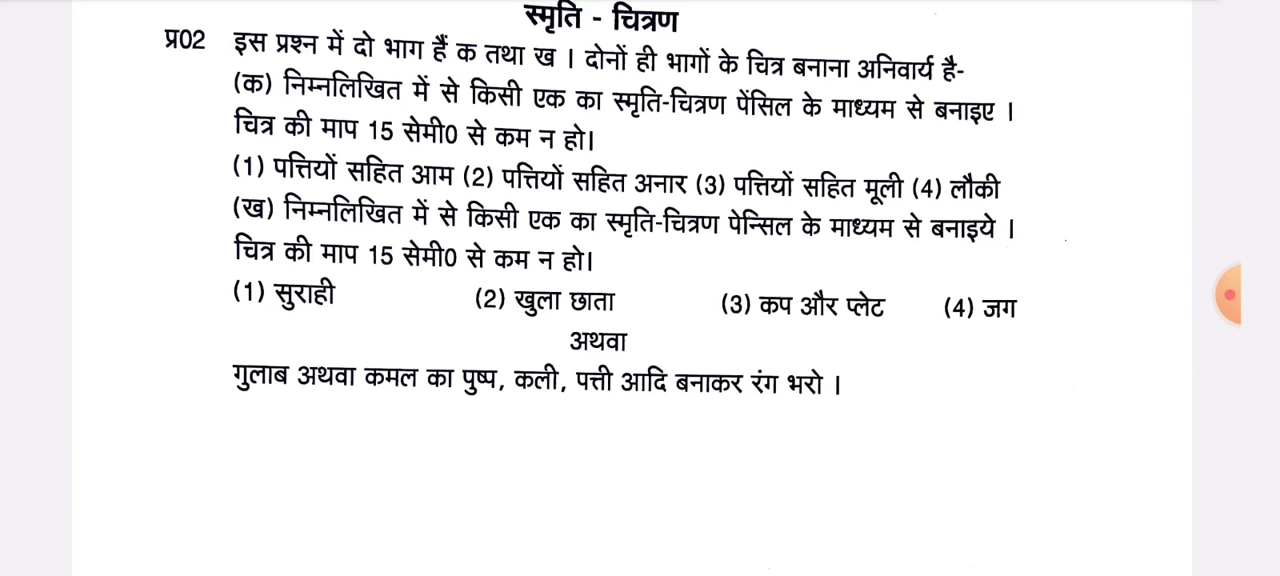 स्मृति - चित्रण
प्र02 इस प्रश्न में दो भाग हैं क तथा ख । दोनों ही भागों के चित्र बनाना अनिवार्य है-
(क) निम्नलिखित में से किसी एक का स्मृति-चित्रण पेंसिल के माध्यम से बनाइए ।
चित्र की माप 15 सेमी0 से कम न हो।
(1) पत्तियों सहित आम (2) पत्तियों सहित अनार (3) पत्तियों सहित मूली (4) लौकी
(ख) निम्नलिखित में से किसी एक का स्मृति-चित्रण पेन्सिल के माध्यम से बनाइये ।
चित्र की माप 15 सेमी0 से कम न हो।
(1) सुराही (2) खुला छाता (3) कप और प्लेट (4) जग
अथवा
गुलाब अथवा कमल का पुष्प, कली, पत्ती आदि बनाकर रंग भरो ।